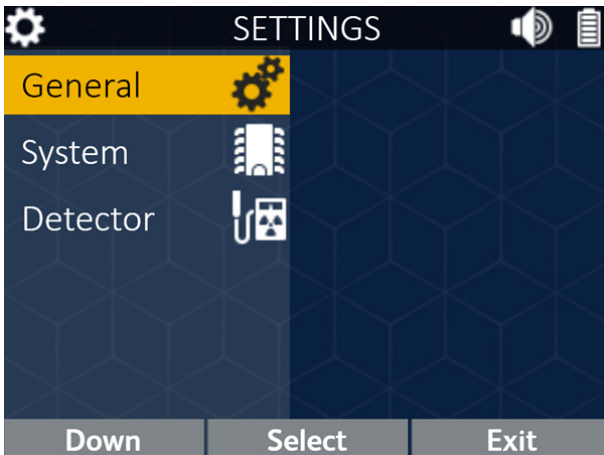 SETTINGS
General
System
Detector
Down Select Exit